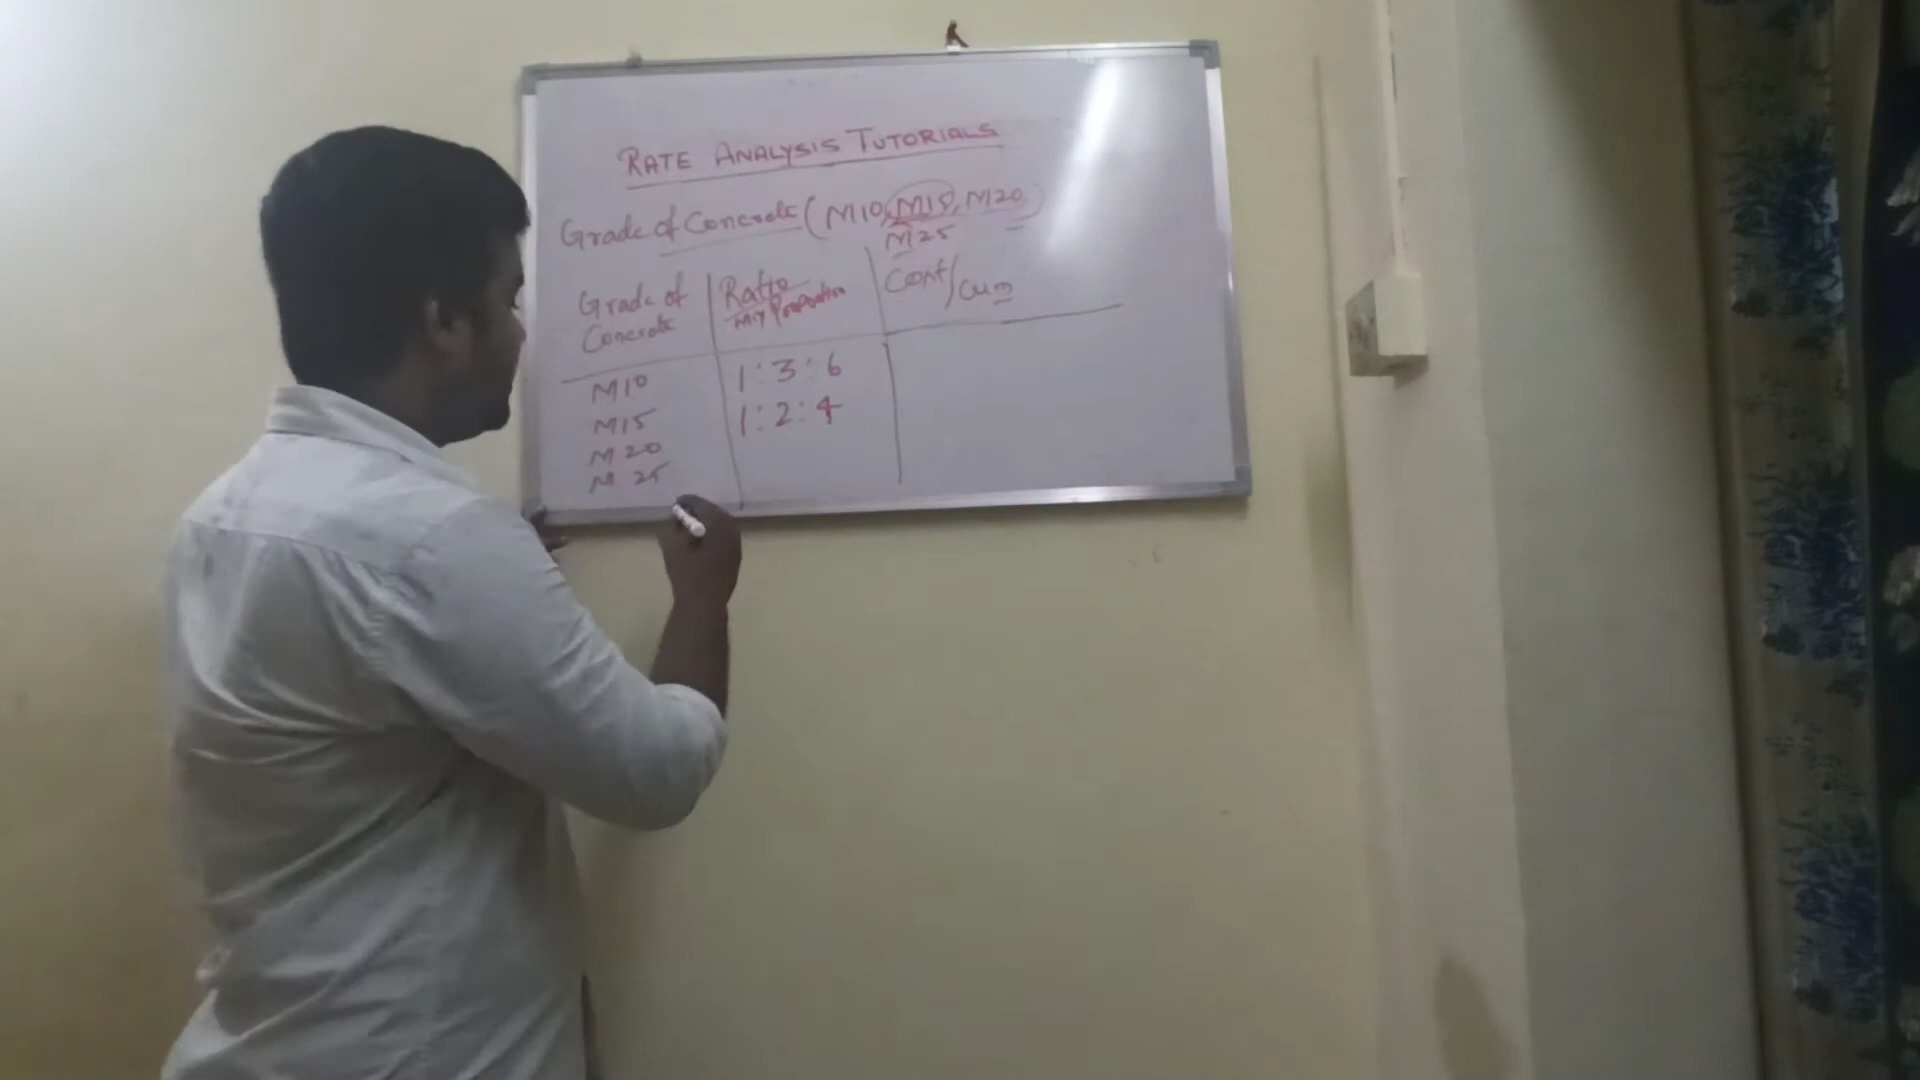 RATE ANALYSIS TUTORIALS
Grade of Concrete (M10, M15, M20
M25
Grade of Concrete
Ratio
Mix Proportion
Cost/Cum
M10
1:3:6
M15
1:2:4
M20
M25